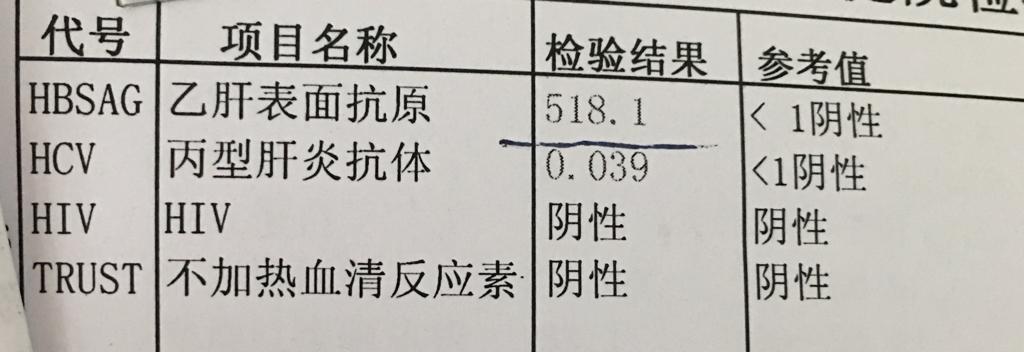 代号 项目名称 检验结果 参考值
HBSAG 乙肝表面抗原 518.1 < 1阴性
HCV 丙型肝炎抗体 0.039 <1阴性
HIV HIV 阴性 阴性
TRUST 不加热血清反应素 阴性 阴性